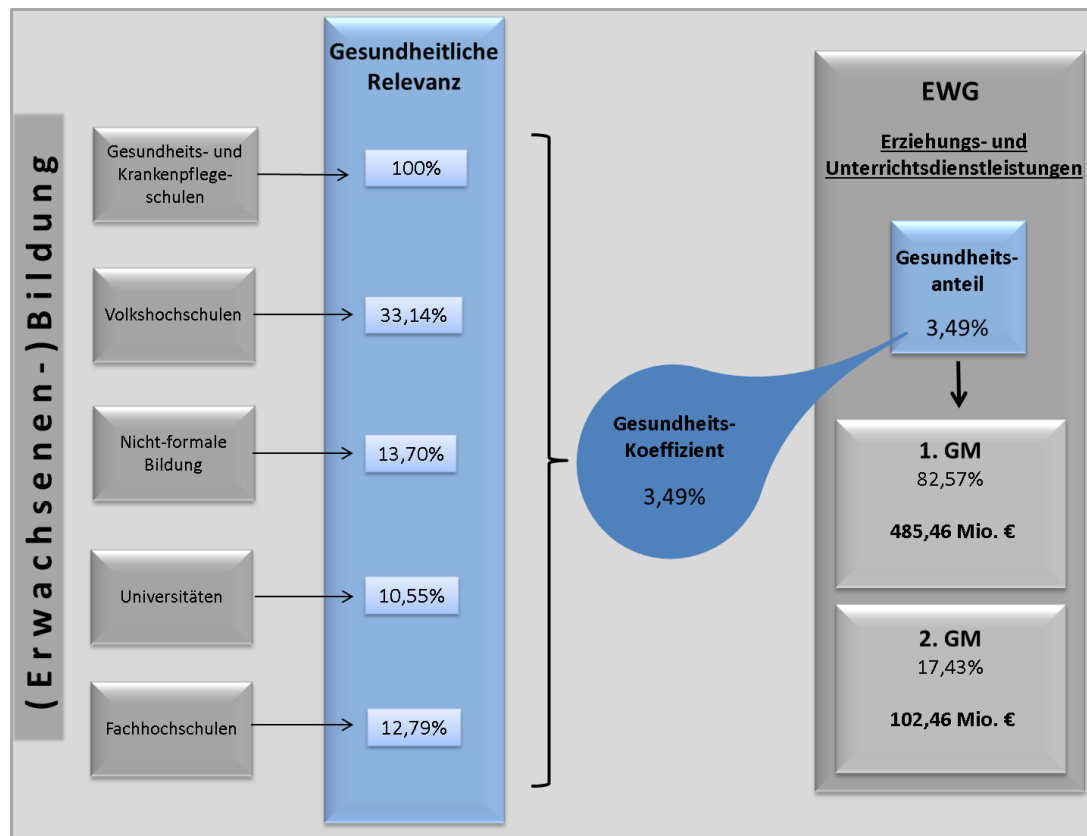 (Erwachsenen-)Bildung
Gesundheitliche
Relevanz
Gesundheits- und
Krankenpflege-
schulen
100%
Volkshochschulen
33,14%
Nicht-formale
Bildung
13,70%
Universitäten
10,55%
Fachhochschulen
12,79%
Gesundheits-
Koeffizient
3,49%
EWG
Erziehungs- und
Unterrichtsdienstleistungen
Gesundheits-
anteil
3,49%
1. GM
82,57%
485,46 Mio. €
2. GM
17,43%
102,46 Mio. €